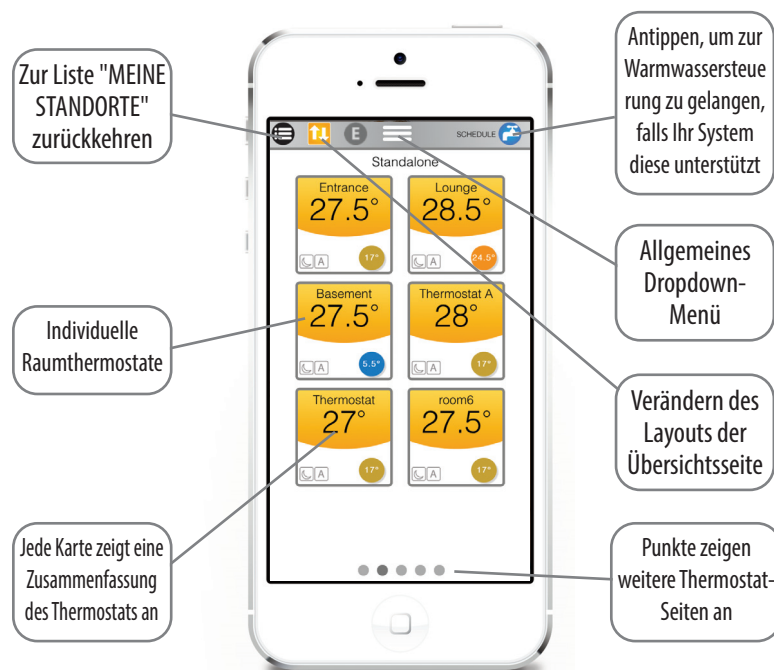 Zur Liste "MEINE
STANDORTE"
zurückkehren
Antippen, um zur
Warmwassersteue
rung zu gelangen,
falls Ihr System
diese unterstützt
E
SCHEDULE
Standalone
Entrance
27.5°
A
17°
Lounge
28.5°
A
24.5°
Allgemeines
Dropdown-
Menü
Individuelle
Raumthermostate
Basement
27.5°
A
5.5°
Thermostat A
28°
A
17°
Verändern des
Layouts der
Übersichtsseite
Thermostat
27°
A
17°
room6
27.5°
A
17°
Jede Karte zeigt eine
Zusammenfassung
des Thermostats an
Punkte zeigen
weitere Thermostat-
Seiten an